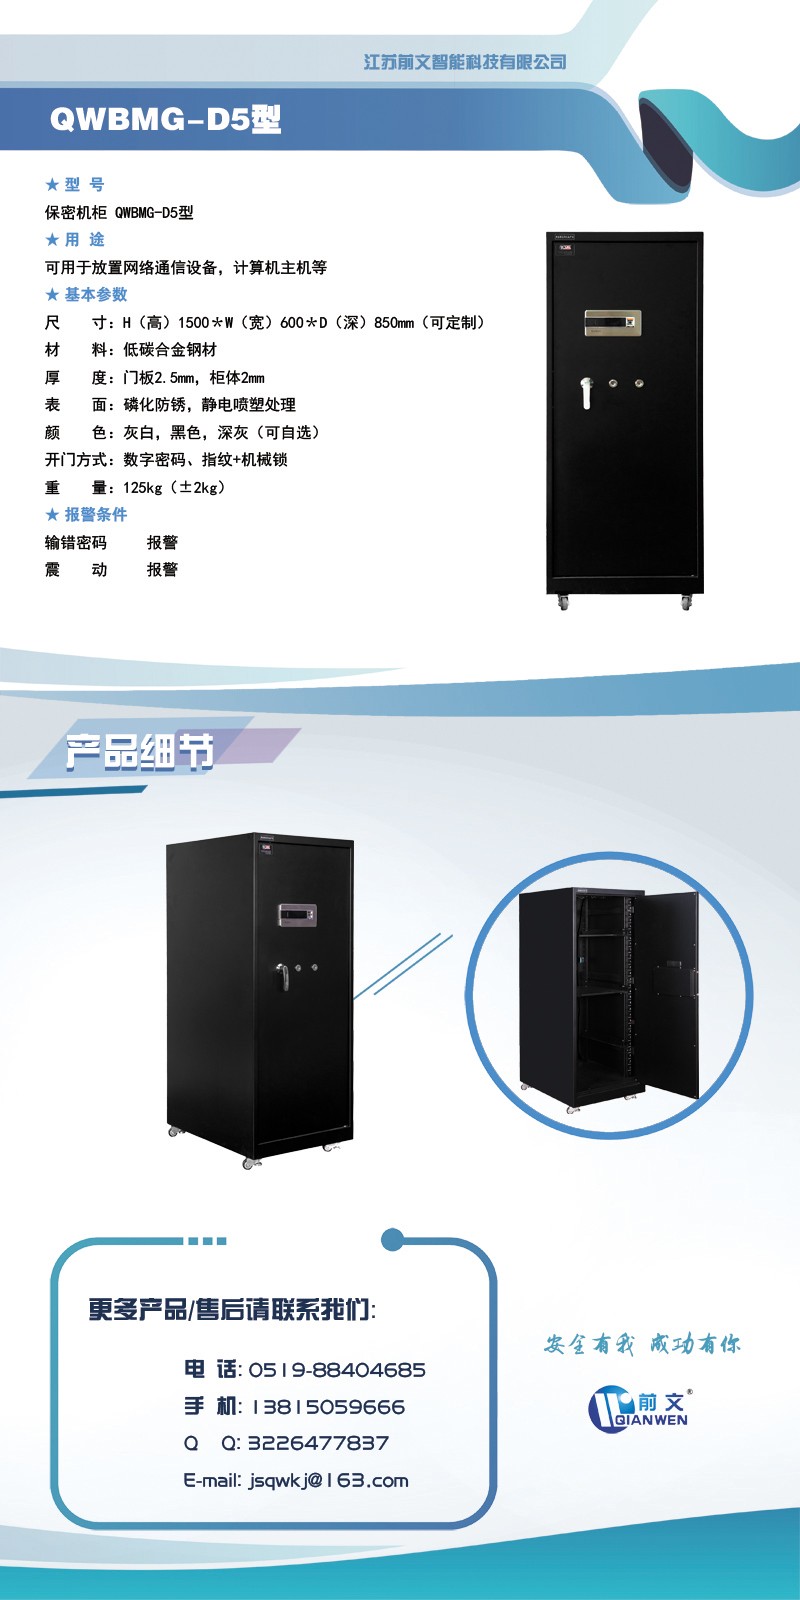 江苏前文智能科技有限公司
QWBMG-D5型
★ 型 号
保密机柜 QWBMG-D5型
★ 用 途
可用于放置网络通信设备，计算机主机等
★ 基本参数
尺 寸：H（高）1500＊W（宽）600＊D（深）850mm（可定制）
材 料：低碳合金钢材
厚 度：门板2.5mm，柜体2mm
表 面：磷化防锈，静电喷塑处理
颜 色：灰白，黑色，深灰（可自选）
开门方式：数字密码、指纹+机械锁
重 量：125kg（±2kg）
★ 报警条件
输错密码 报警
震 动 报警
产品细节
更多产品/售后请联系我们:
电 话: 0519-88404685
手 机: 13815059666
Q Q: 3226477837
E-mail: jsqwkj@163.com
安全有我 成功有你
前文®
QIANWEN